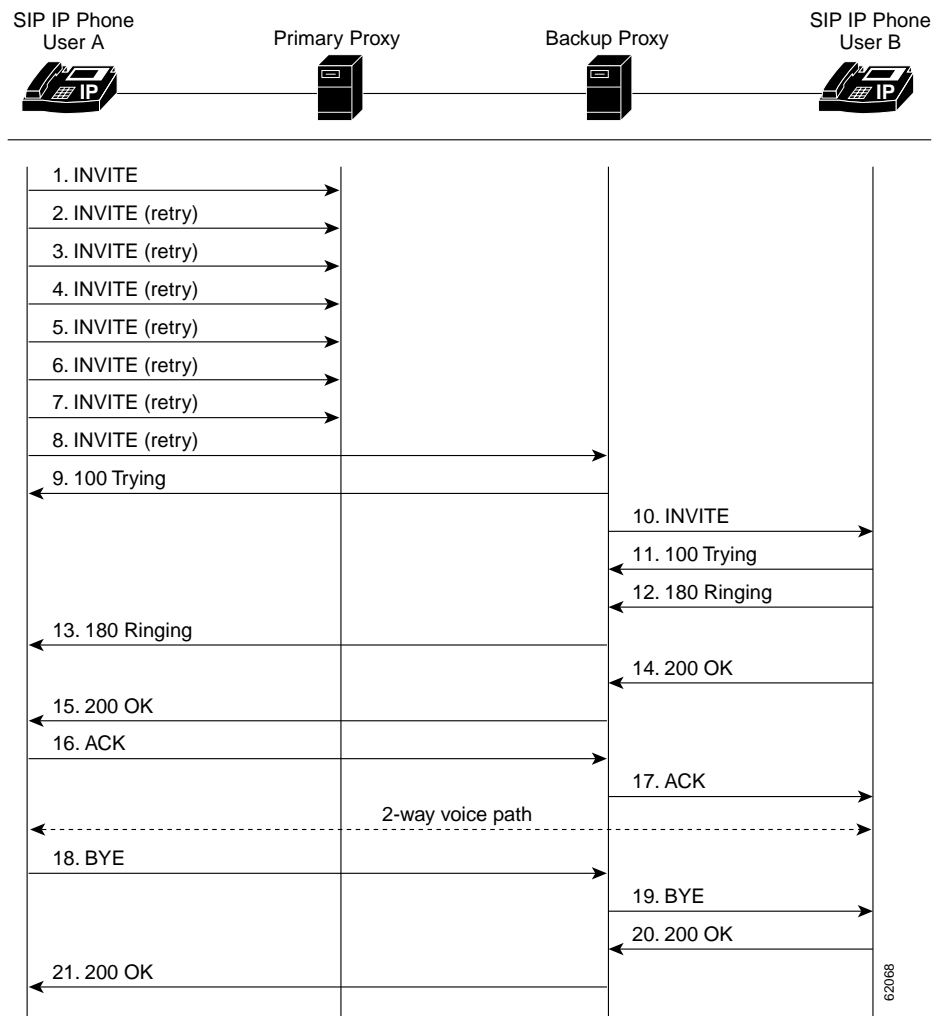 SIP IP Phone
User A
Primary Proxy
Backup Proxy
SIP IP Phone
User B
IP
IP
1. INVITE
2. INVITE (retry)
3. INVITE (retry)
4. INVITE (retry)
5. INVITE (retry)
6. INVITE (retry)
7. INVITE (retry)
8. INVITE (retry)
9. 100 Trying
10. INVITE
11. 100 Trying
12. 180 Ringing
13. 180 Ringing
14. 200 OK
15. 200 OK
16. ACK
17. ACK
2-way voice path
18. BYE
19. BYE
20. 200 OK
21. 200 OK
62068